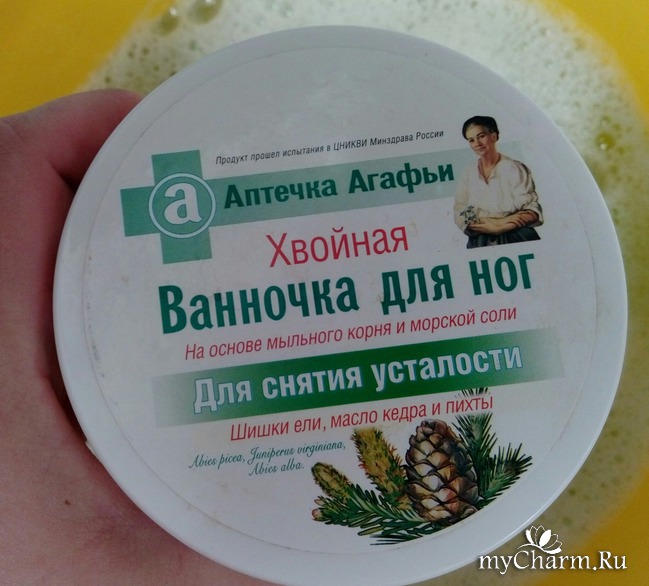 Продукт прошел испытания в ЦНИКВИ Минздрава России
а Аптечка Агафьи
Хвойная
Ванночка для ног
На основе мыльного корня и морской соли
Для снятия усталости
Шишки ели, масло кедра и пихты
Abies picea, Juniperus virginiana,
Abies alba.
myCharm.Ru